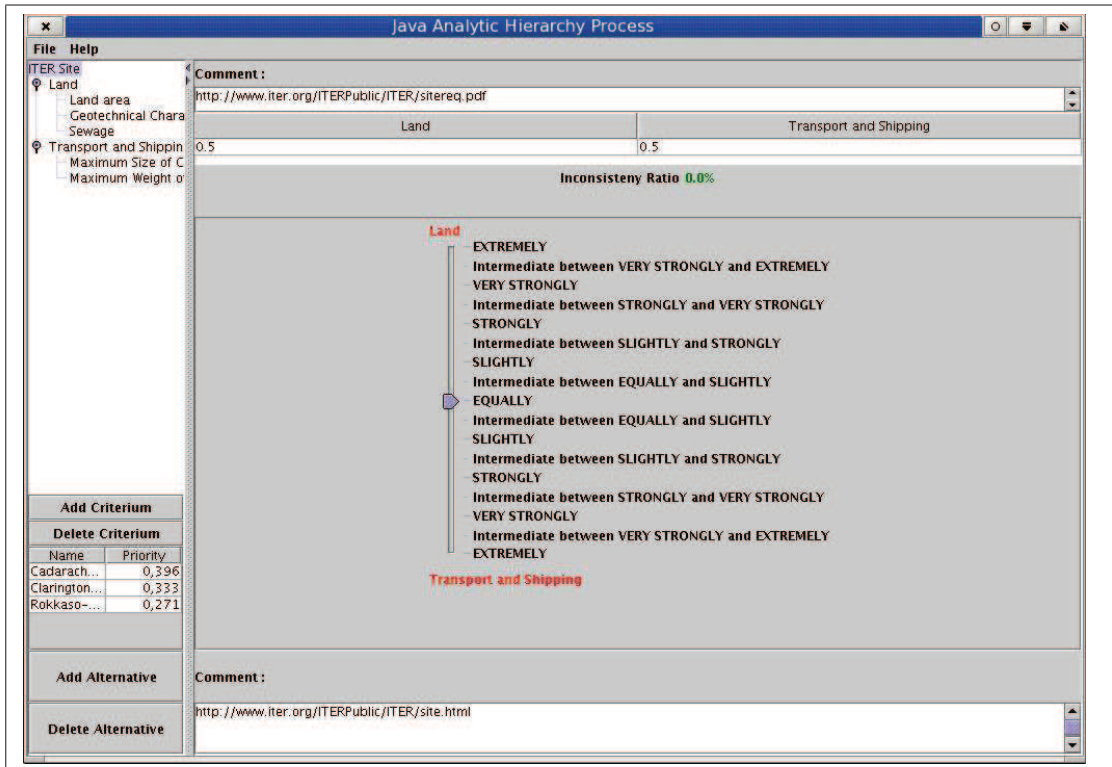 Java Analytic Hierarchy Process
File Help
ITER Site
Land
Land area
Geotechnical Chara
Sewage
Transport and Shippin
Maximum Size of C
Maximum Weight o
Add Criterium
Delete Criterium
Name Priority
Cadarach... 0,396
Clarington... 0,333
Rokkaso-... 0,271
Add Alternative
Delete Alternative
Comment :
http://www.iter.org/ITERPublic/ITER/sitereq.pdf
Land Transport and Shipping
0.5 0.5
Inconsisteny Ratio 0.0%
Land
EXTREMELY
Intermediate between VERY STRONGLY and EXTREMELY
VERY STRONGLY
Intermediate between STRONGLY and VERY STRONGLY
STRONGLY
Intermediate between SLIGHTLY and STRONGLY
SLIGHTLY
Intermediate between EQUALLY and SLIGHTLY
EQUALLY
Intermediate between EQUALLY and SLIGHTLY
SLIGHTLY
Intermediate between SLIGHTLY and STRONGLY
STRONGLY
Intermediate between STRONGLY and VERY STRONGLY
VERY STRONGLY
Intermediate between VERY STRONGLY and EXTREMELY
EXTREMELY
Transport and Shipping
Comment :
http://www.iter.org/ITERPublic/ITER/site.html